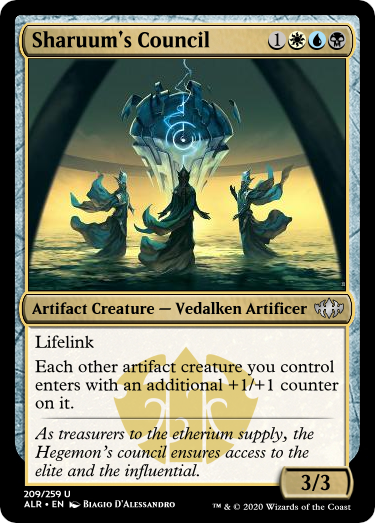 Sharuum's Council 1
Artifact Creature — Vedalken Artificer
Lifelink
Each other artifact creature you control
enters with an additional +1/+1 counter
on it.
As treasurers to the etherium supply, the
Hegemon's council ensures access to the
elite and the influential.
3/3
209/259 U
ALR • EN Biagio D'Alessandro
™ & © 2020 Wizards of the Coast